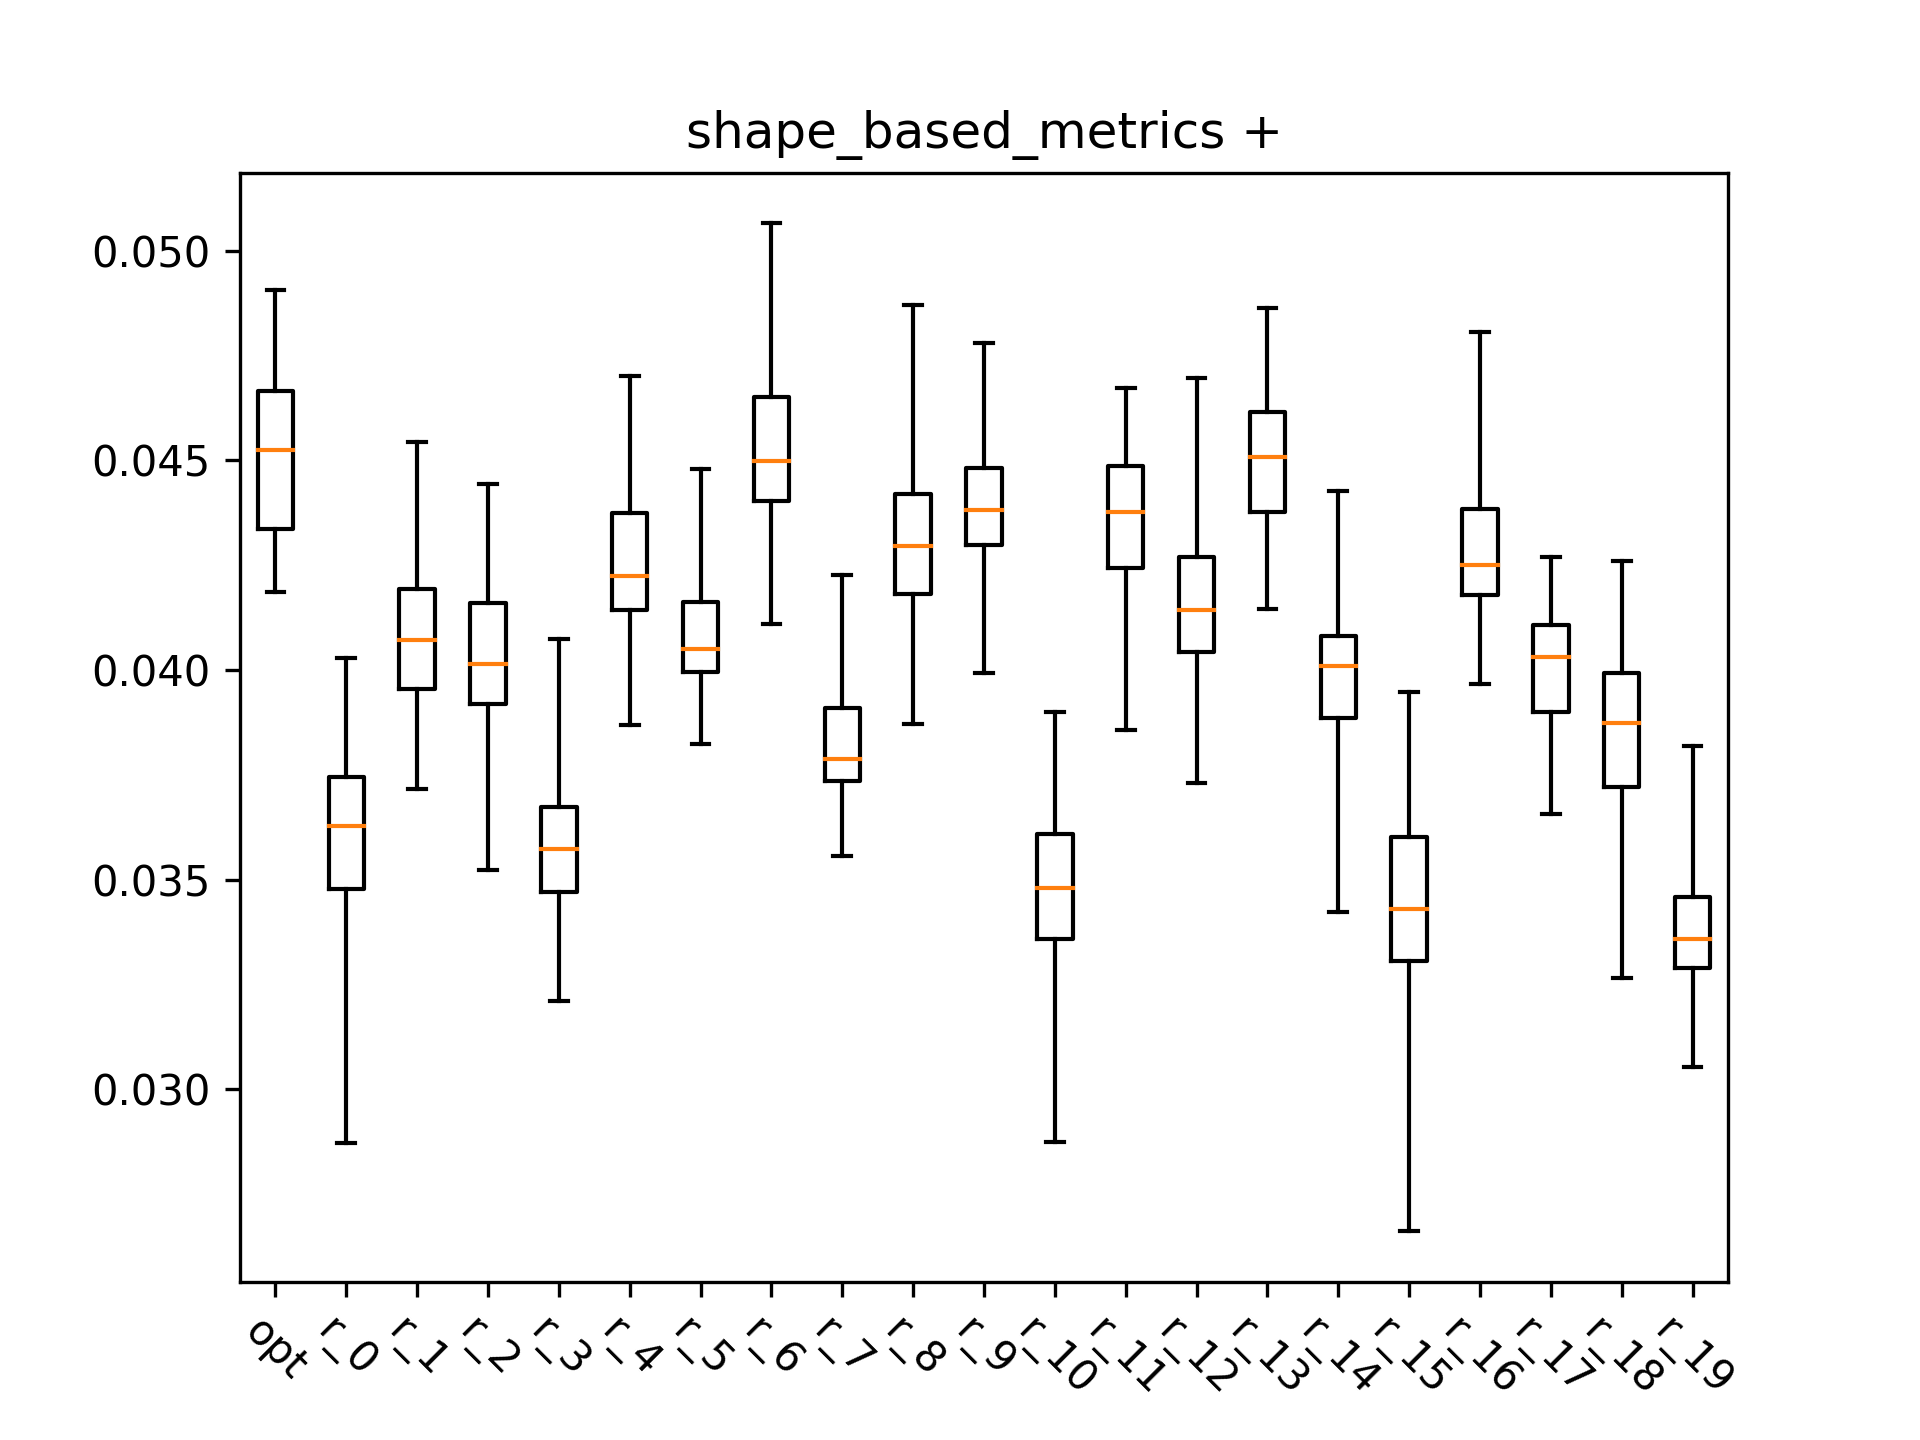 shape_based_metrics +
0.050
0.045
0.040
0.035
0.030
opt
r_0
r_1
r_2
r_3
r_4
r_5
r_6
r_7
r_8
r_9
r_10
r_11
r_12
r_13
r_14
r_15
r_16
r_17
r_18
r_19